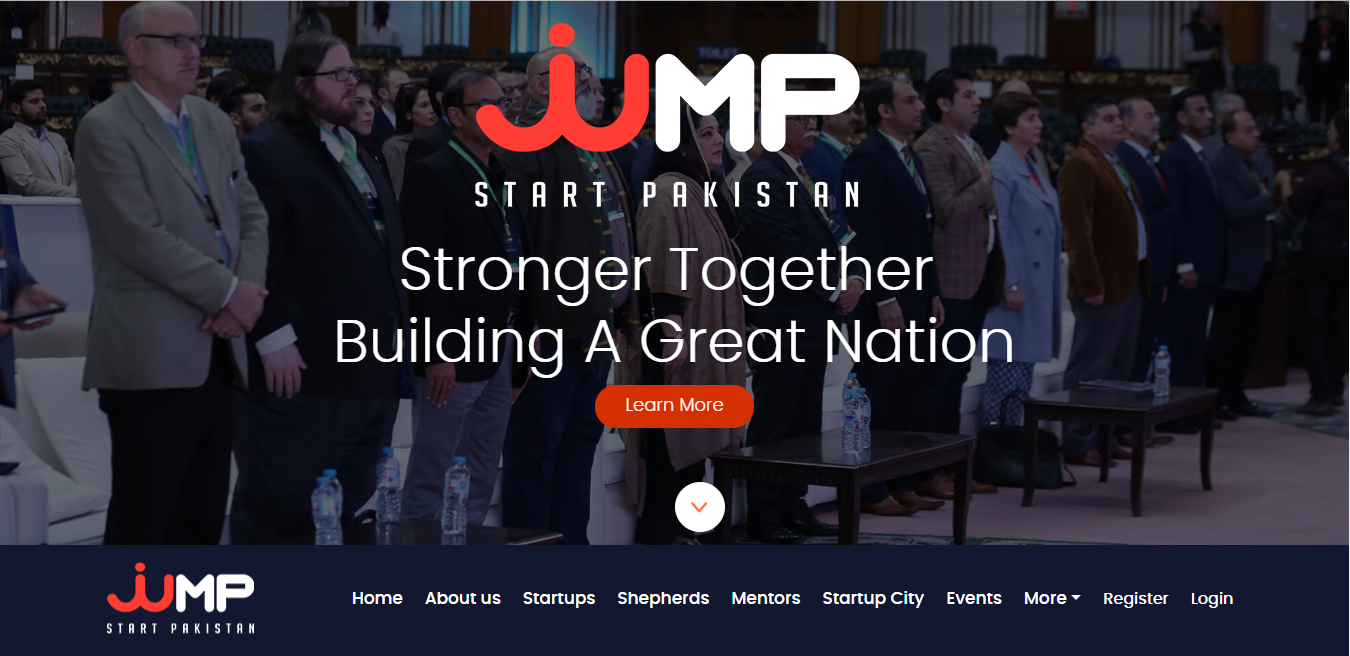 JUMP
START PAKISTAN
Stronger Together
Building A Great Nation
Learn More
JUMP
START PAKISTAN
Home About us Startups Shepherds Mentors Startup City Events More Register Login